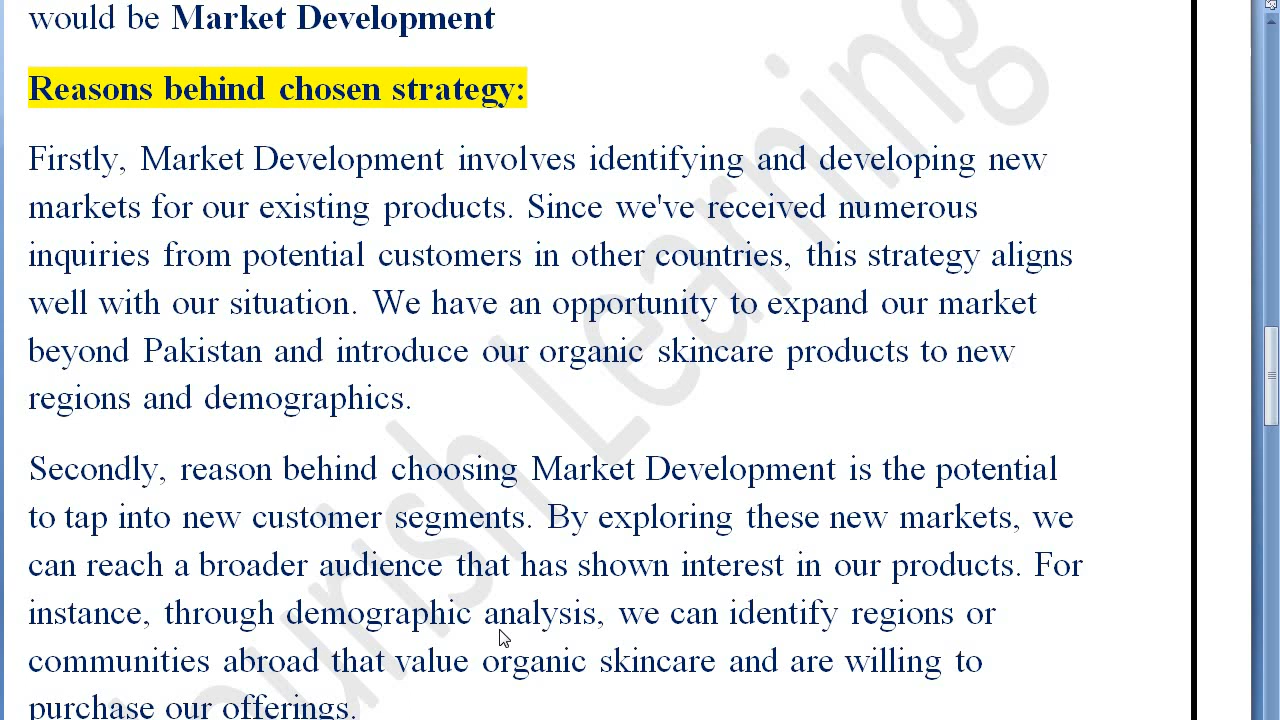 would be Market Development
Reasons behind chosen strategy:
Firstly, Market Development involves identifying and developing new
markets for our existing products. Since we've received numerous
inquiries from potential customers in other countries, this strategy aligns
well with our situation. We have an opportunity to expand our market
beyond Pakistan and introduce our organic skincare products to new
regions and demographics.
Secondly, reason behind choosing Market Development is the potential
to tap into new customer segments. By exploring these new markets, we
can reach a broader audience that has shown interest in our products. For
instance, through demographic analysis, we can identify regions or
communities abroad that value organic skincare and are willing to
purchase our offerings.
Learning